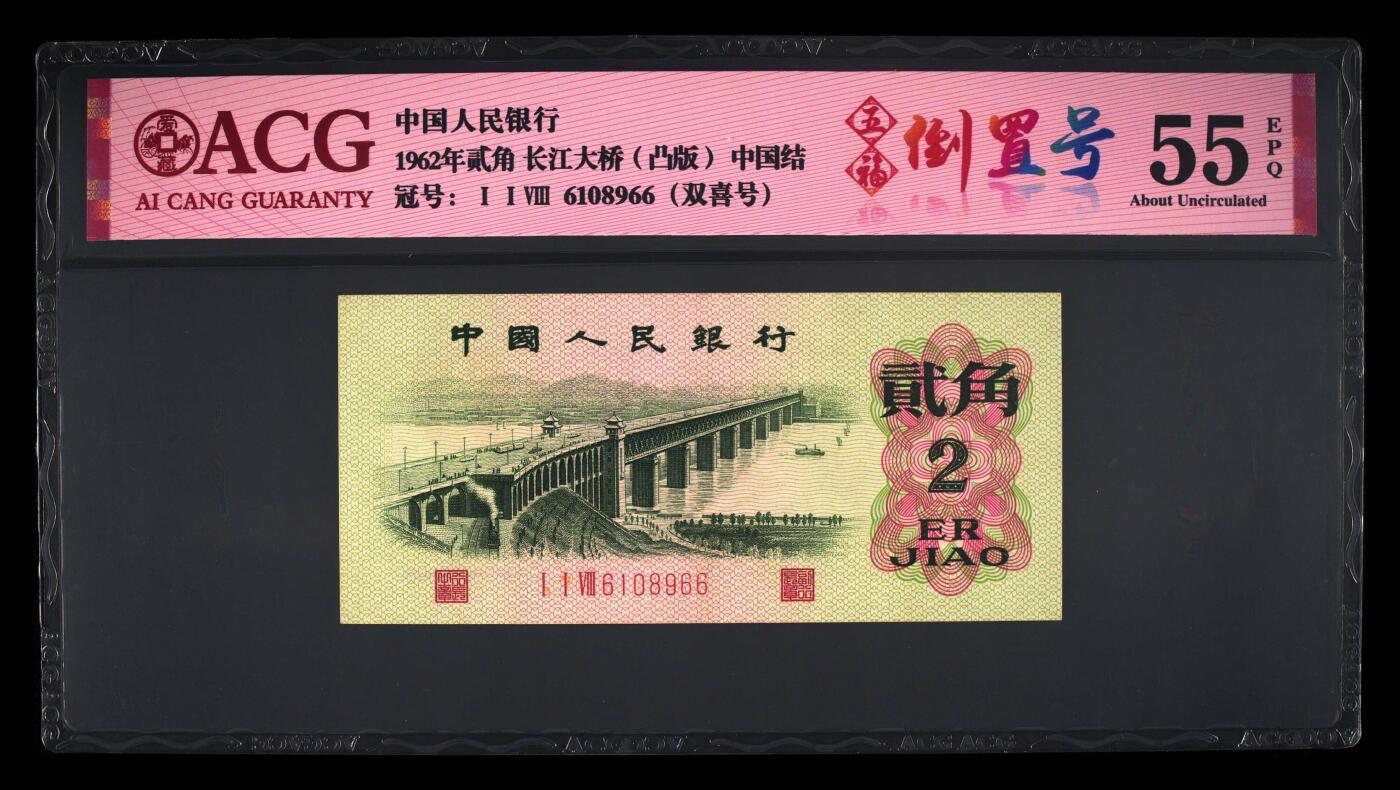 ACG
AI CANG GUARANTY
中国人民银行
1962年贰角 长江大桥（凸版） 中国结
冠号： Ⅰ Ⅰ Ⅷ 6108966（双喜号）
五福
倒置号
55
EPQ
About Uncirculated
中國人民銀行
貳角
2
ER
JIAO
Ⅰ Ⅰ Ⅷ 6108966